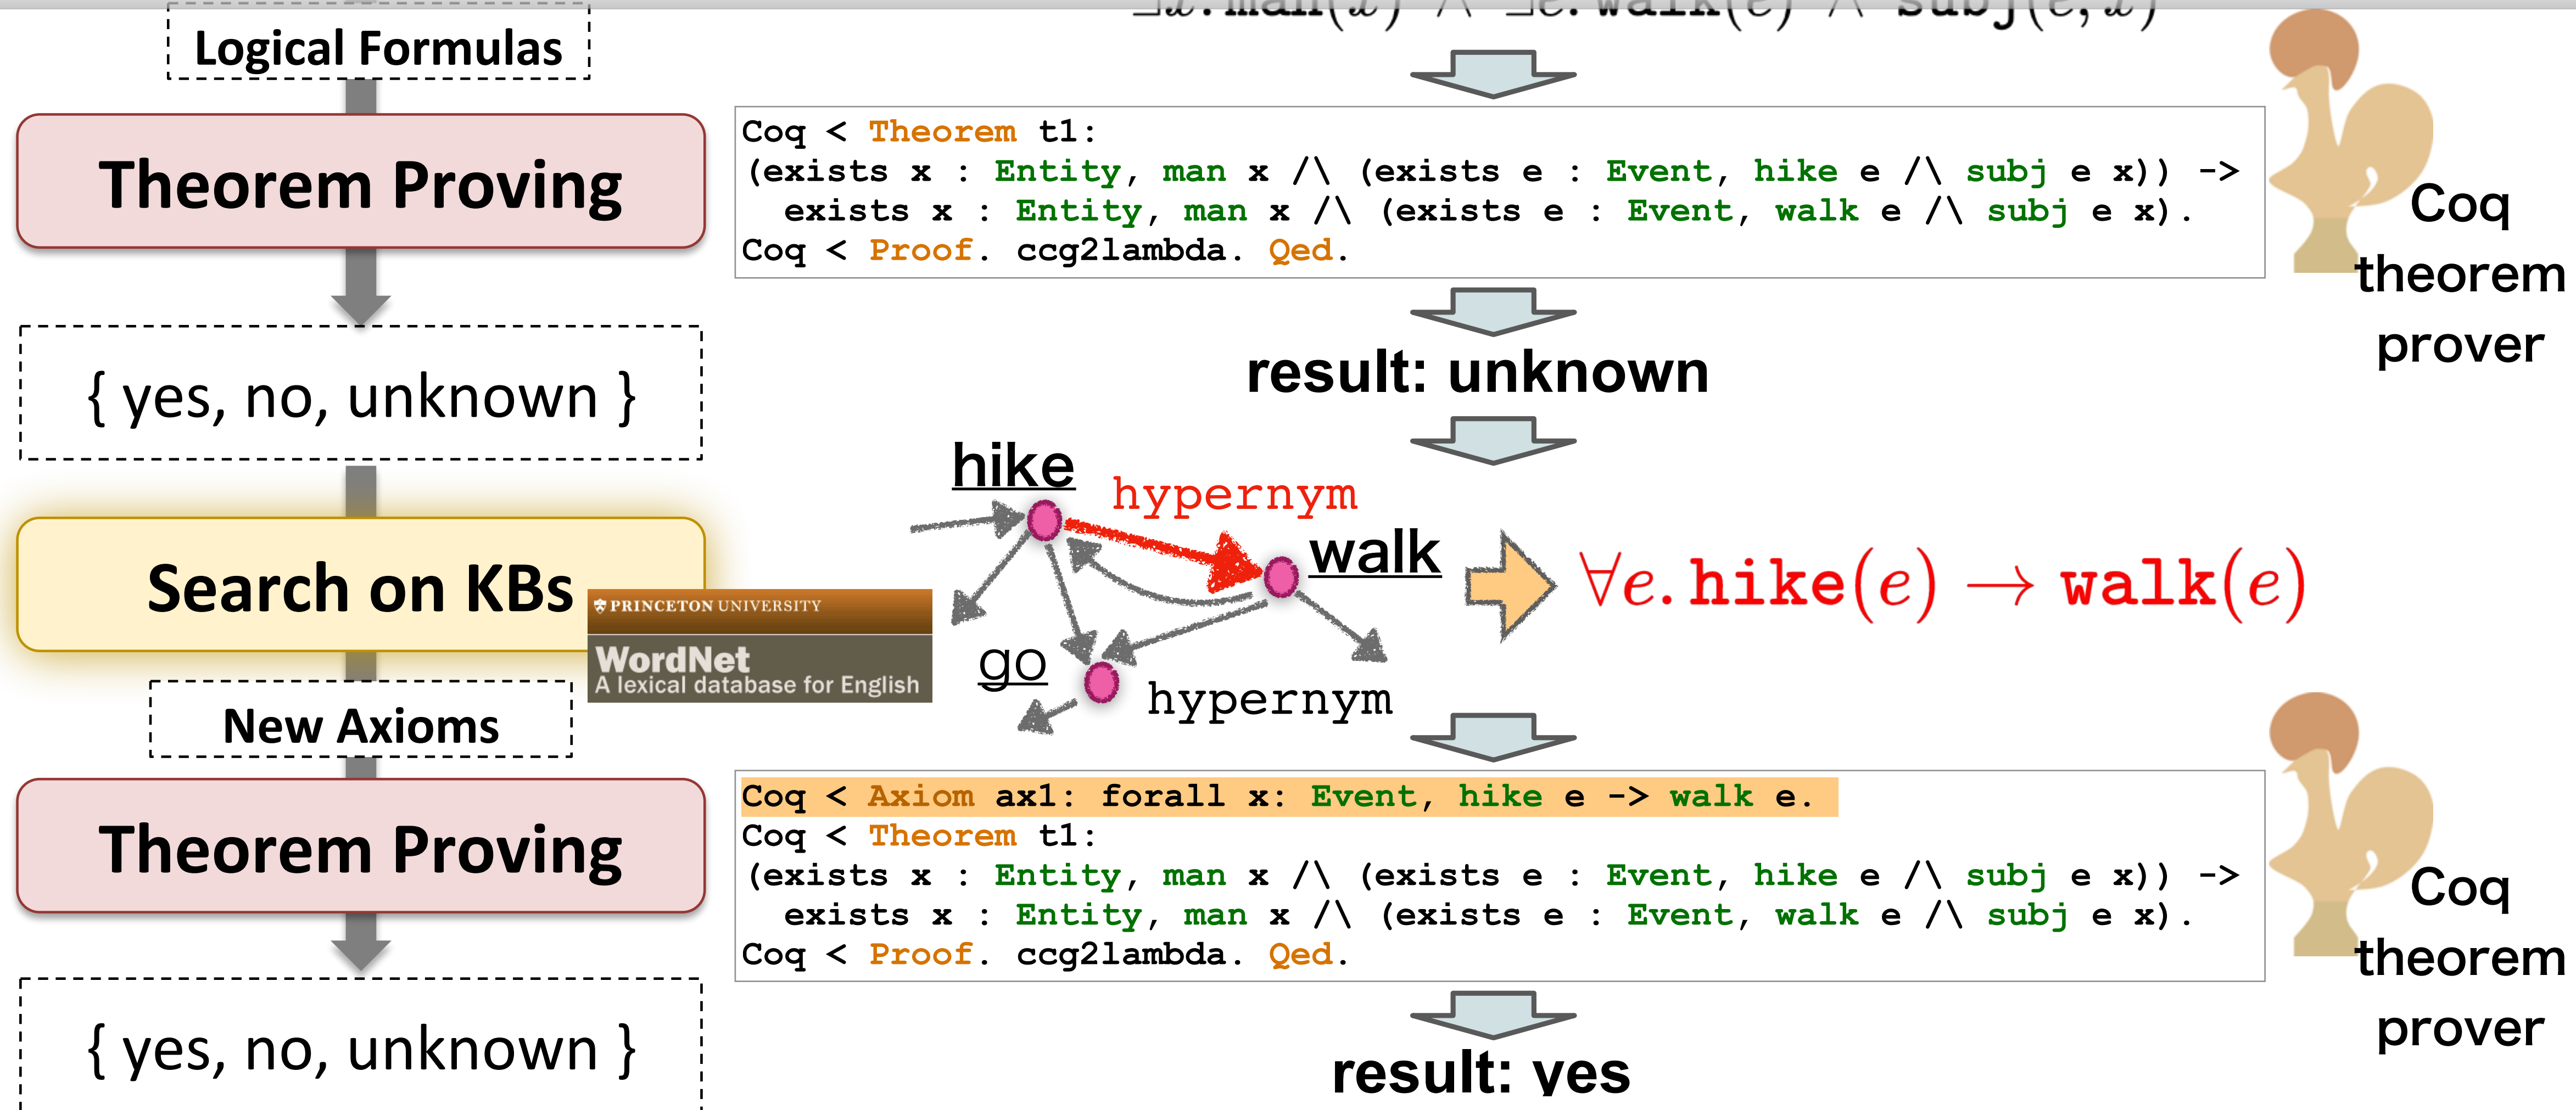 ∃x.man(x) ∧ ∃e.walk(e) ∧ subj(e,x)
Logical Formulas
Theorem Proving
Coq < Theorem t1:
(exists x : Entity, man x /\ (exists e : Event, hike e /\ subj e x)) ->
exists x : Entity, man x /\ (exists e : Event, walk e /\ subj e x).
Coq < Proof. ccg2lambda. Qed.
Coq
theorem
prover
{ yes, no, unknown }
result: unknown
Search on KBs
PRINCETON UNIVERSITY
WordNet
A lexical database for English
hike
hypernym
walk
go
hypernym
∀e.hike(e) → walk(e)
New Axioms
Theorem Proving
Coq < Axiom ax1: forall x: Event, hike e -> walk e.
Coq < Theorem t1:
(exists x : Entity, man x /\ (exists e : Event, hike e /\ subj e x)) ->
exists x : Entity, man x /\ (exists e : Event, walk e /\ subj e x).
Coq < Proof. ccg2lambda. Qed.
Coq
theorem
prover
{ yes, no, unknown }
result: yes